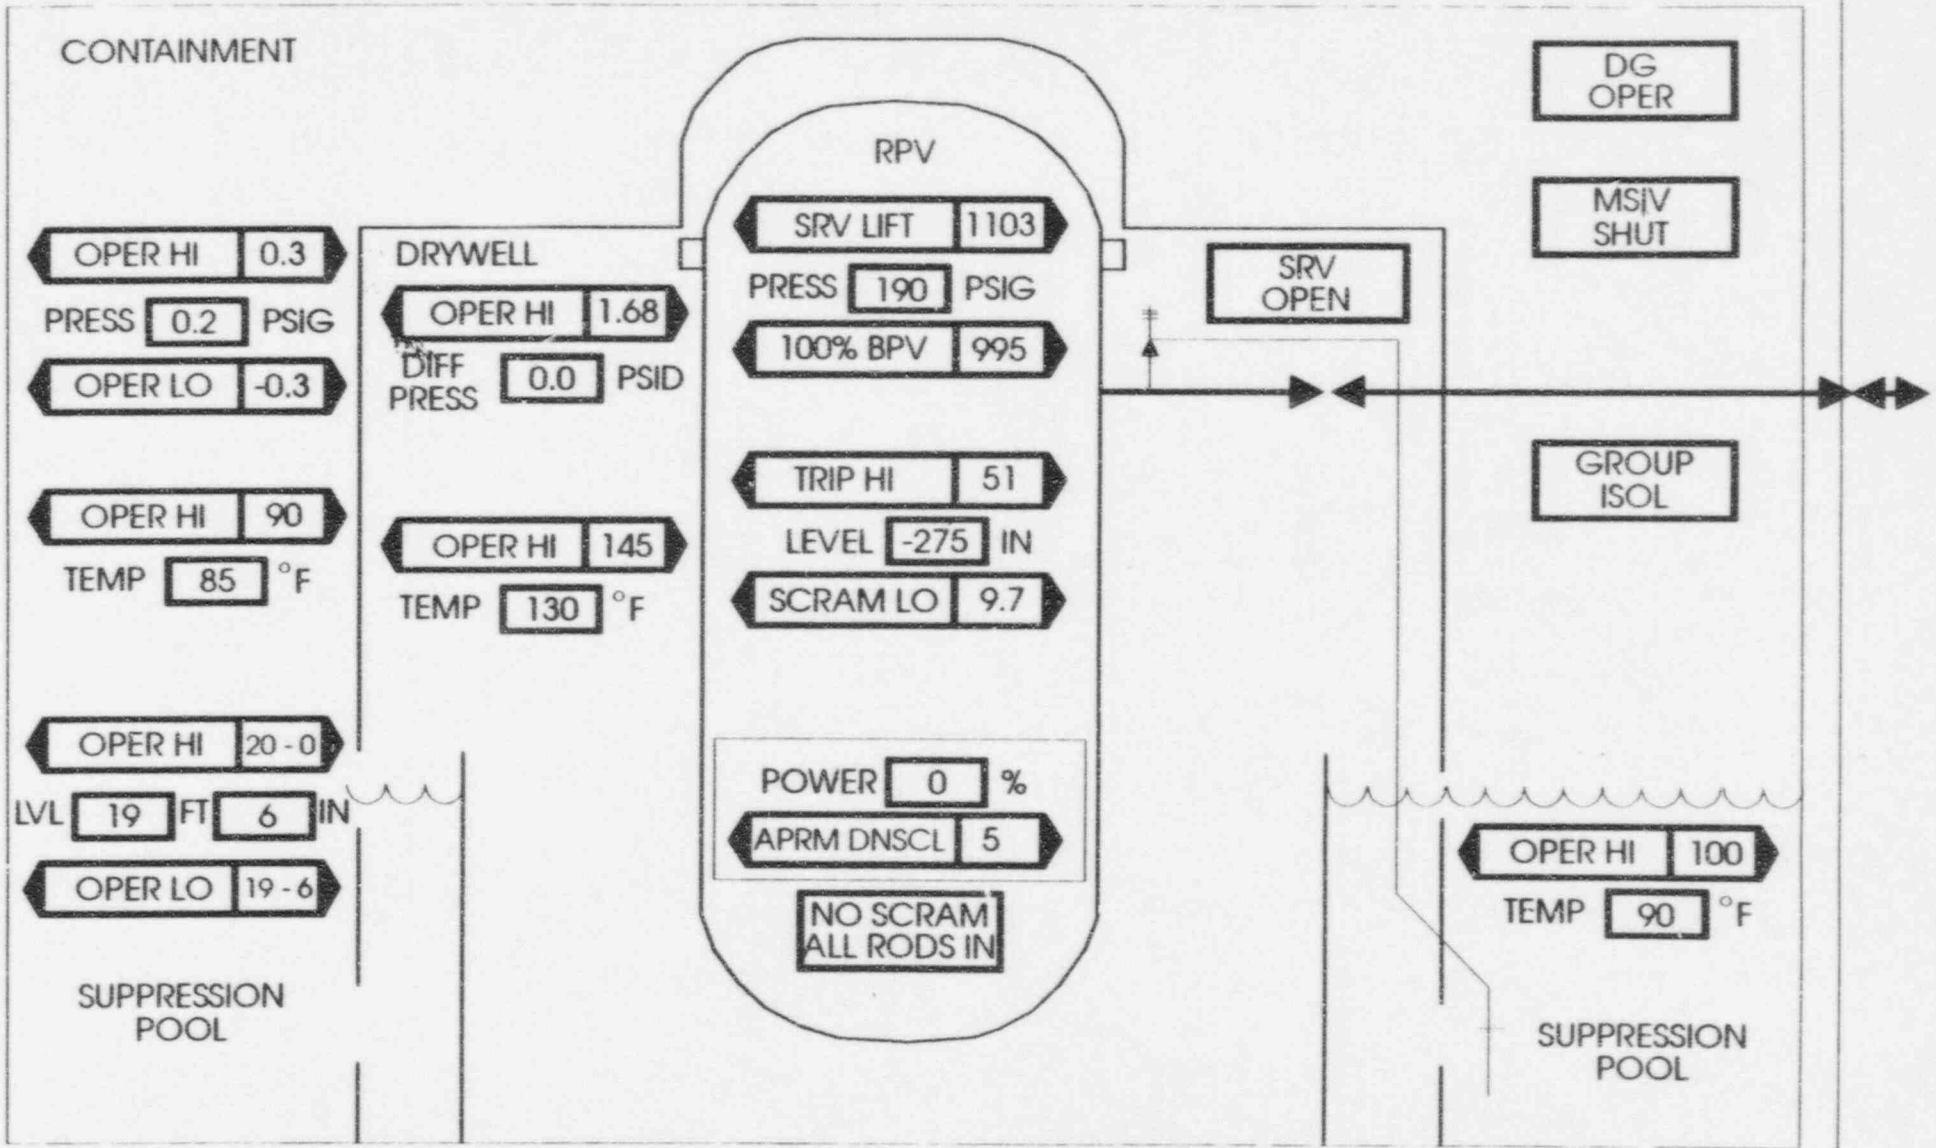 CONTAINMENT
OPER HI 0.3
PRESS 0.2 PSIG
OPER LO -0.3
OPER HI 90
TEMP 85 °F
OPER HI 20 - 0
LVL 19 FT 6 IN
OPER LO 19 - 6
SUPPRESSION
POOL
DRYWELL
OPER HI 1.68
DIFF
PRESS 0.0 PSID
OPER HI 145
TEMP 130 °F
RPV
SRV LIFT 1103
PRESS 190 PSIG
100% BPV 995
TRIP HI 51
LEVEL -275 IN
SCRAM LO 9.7
POWER 0 %
APRM DNSCL 5
NO SCRAM
ALL RODS IN
SRV
OPEN
DG
OPER
MSIV
SHUT
GROUP
ISOL
OPER HI 100
TEMP 90 °F
SUPPRESSION
POOL